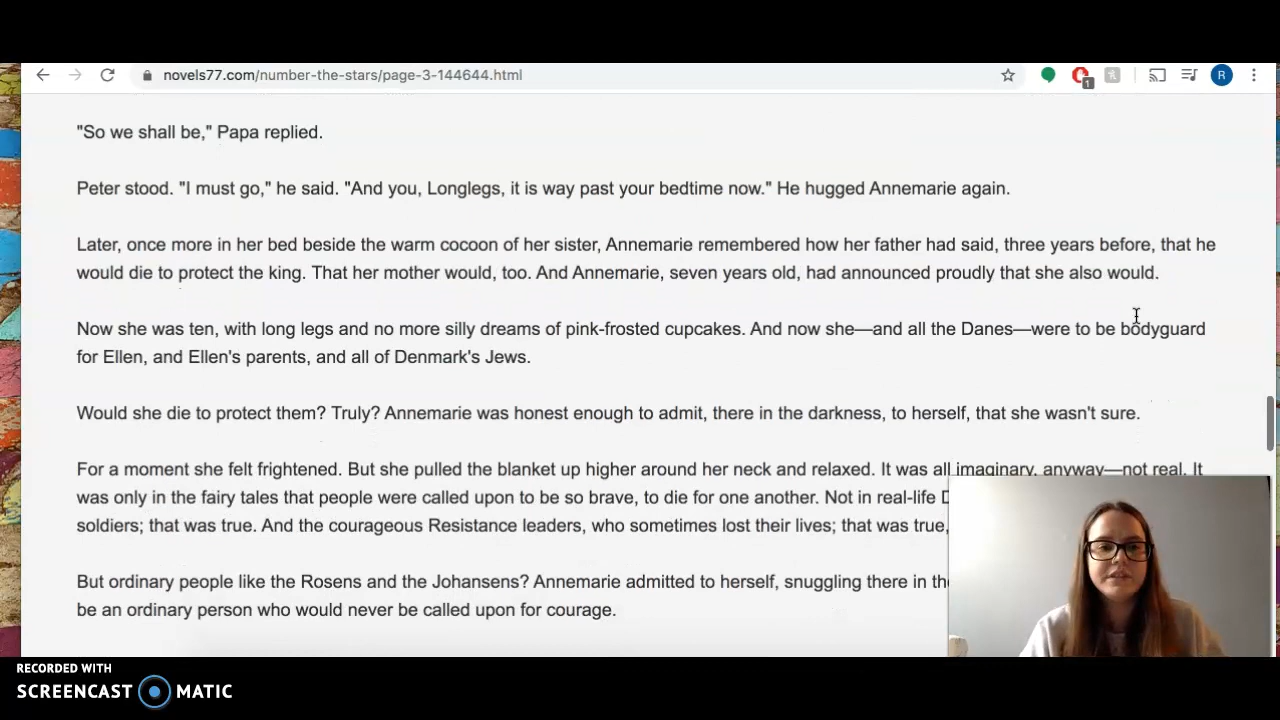 novels77.com/number-the-stars/page-3-144644.html
1
R
"So we shall be," Papa replied.
Peter stood. "I must go," he said. "And you, Longlegs, it is way past your bedtime now." He hugged Annemarie again.
Later, once more in her bed beside the warm cocoon of her sister, Annemarie remembered how her father had said, three years before, that he
would die to protect the king. That her mother would, too. And Annemarie, seven years old, had announced proudly that she also would.
Now she was ten, with long legs and no more silly dreams of pink-frosted cupcakes. And now she—and all the Danes—were to be bodyguard
for Ellen, and Ellen's parents, and all of Denmark's Jews.
Would she die to protect them? Truly? Annemarie was honest enough to admit, there in the darkness, to herself, that she wasn't sure.
For a moment she felt frightened. But she pulled the blanket up higher around her neck and relaxed. It was all imaginary, anyway—not real. It
was only in the fairy tales that people were called upon to be so brave, to die for one another. Not in real-life
soldiers; that was true. And the courageous Resistance leaders, who sometimes lost their lives; that was true,
But ordinary people like the Rosens and the Johansens? Annemarie admitted to herself, snuggling there in
be an ordinary person who would never be called upon for courage.
RECORDED WITH
SCREENCAST MATIC